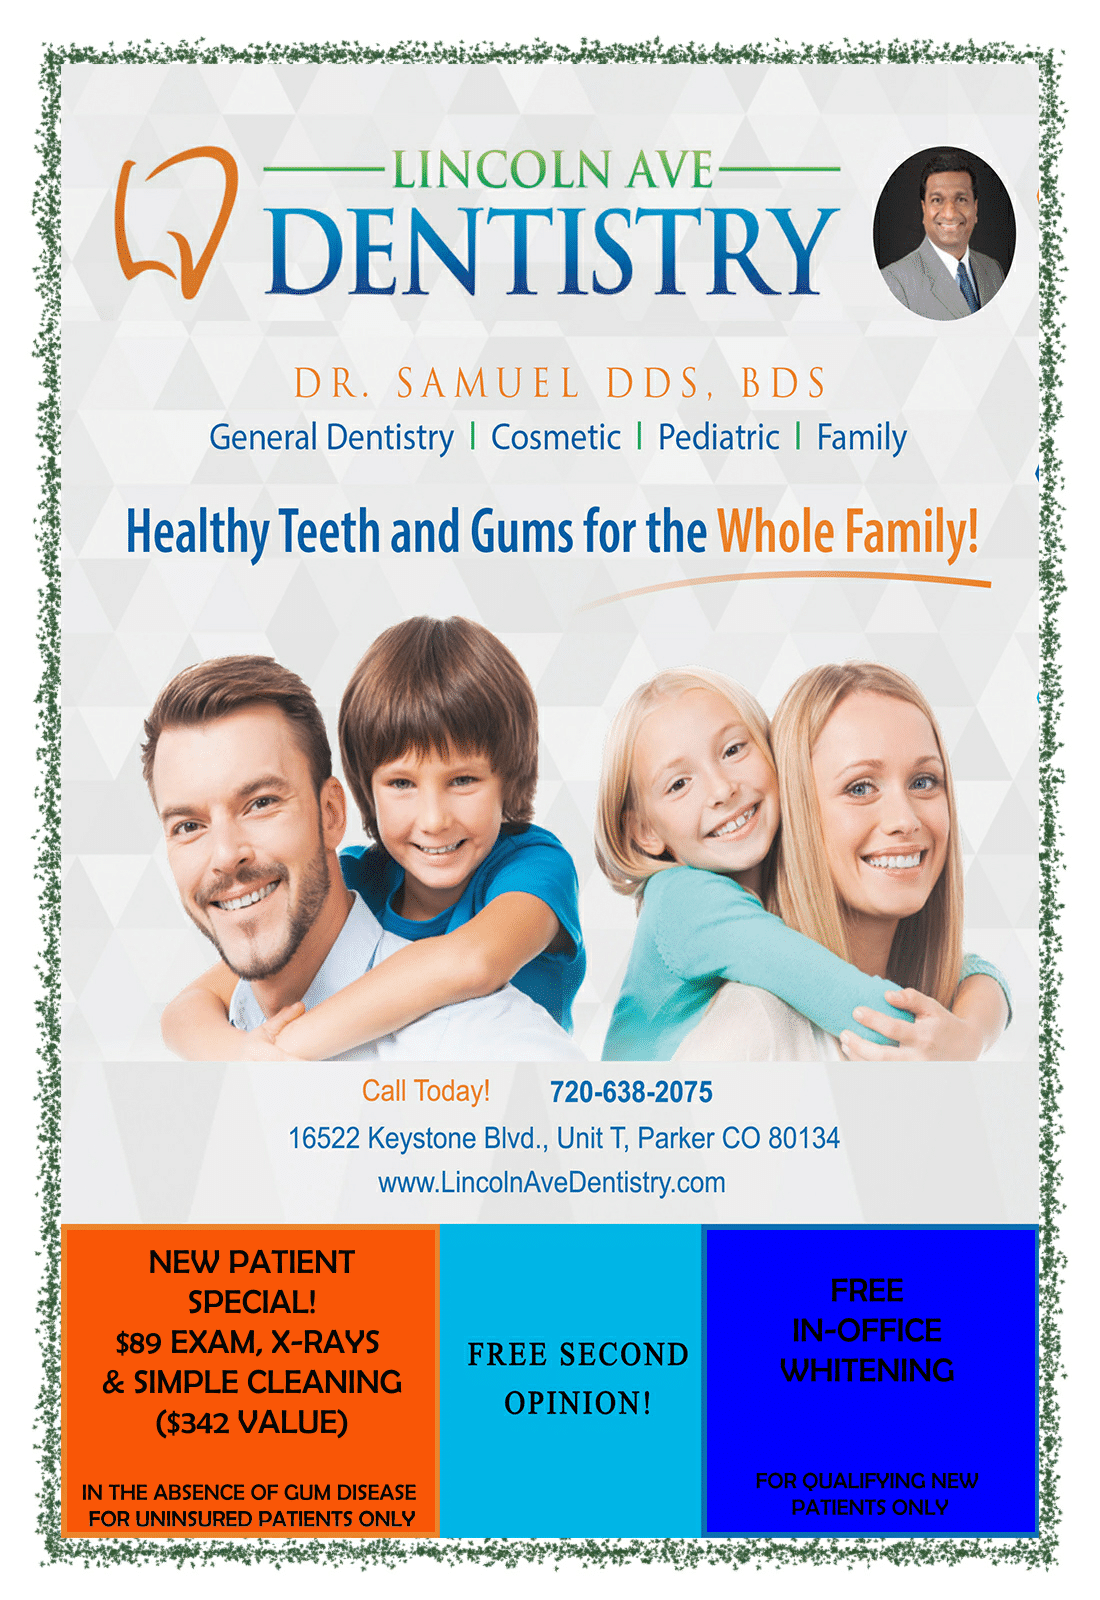 LINCOLN AVE
DENTISTRY
DR. SAMUEL DDS, BDS
General Dentistry | Cosmetic | Pediatric | Family
Healthy Teeth and Gums for the Whole Family!
Call Today! 720-638-2075
16522 Keystone Blvd., Unit T, Parker CO 80134
www.LincolnAveDentistry.com
NEW PATIENT
SPECIAL!
$89 EXAM, X-RAYS
& SIMPLE CLEANING
($342 VALUE)
IN THE ABSENCE OF GUM DISEASE
FOR UNINSURED PATIENTS ONLY
FREE SECOND
OPINION!
FREE
IN-OFFICE
WHITENING
FOR QUALIFYING NEW
PATIENTS ONLY